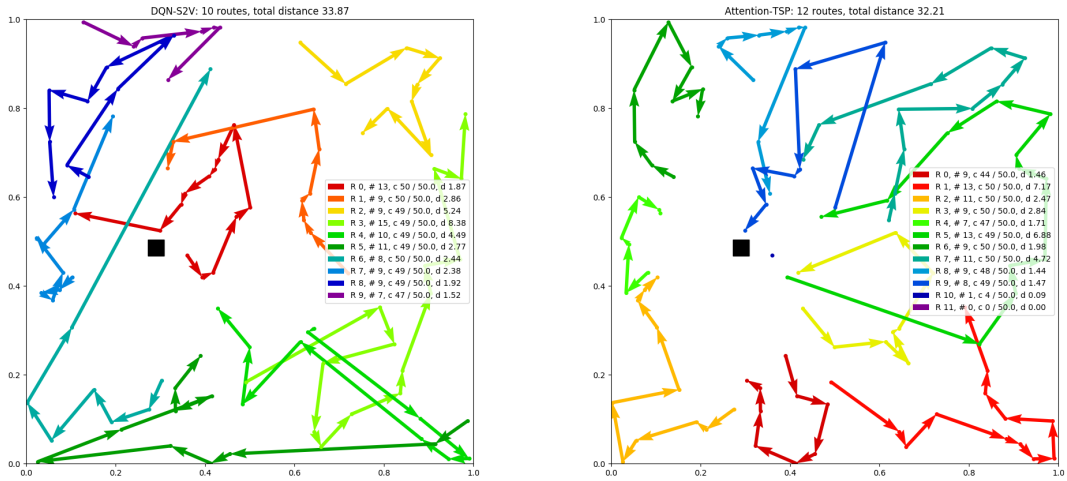 DQN-S2V: 10 routes, total distance 33.87
1.0
0.8
0.6
0.4
0.2
0.0
0.0 0.2 0.4 0.6 0.8 1.0
R 0, # 13, c 50 / 50.0, d 1.87
R 1, # 9, c 50 / 50.0, d 2.86
R 2, # 9, c 49 / 50.0, d 5.24
R 3, # 15, c 49 / 50.0, d 8.38
R 4, # 10, c 49 / 50.0, d 4.49
R 5, # 11, c 49 / 50.0, d 2.77
R 6, # 8, c 50 / 50.0, d 2.44
R 7, # 9, c 49 / 50.0, d 2.38
R 8, # 9, c 49 / 50.0, d 1.92
R 9, # 7, c 47 / 50.0, d 1.52
Attention-TSP: 12 routes, total distance 32.21
1.0
0.8
0.6
0.4
0.2
0.0
0.0 0.2 0.4 0.6 0.8 1.0
R 0, # 9, c 44 / 50.0, d 1.46
R 1, # 13, c 50 / 50.0, d 7.17
R 2, # 11, c 50 / 50.0, d 2.47
R 3, # 9, c 50 / 50.0, d 2.84
R 4, # 7, c 47 / 50.0, d 1.71
R 5, # 13, c 49 / 50.0, d 6.88
R 6, # 9, c 50 / 50.0, d 1.98
R 7, # 11, c 50 / 50.0, d 4.72
R 8, # 9, c 48 / 50.0, d 1.44
R 9, # 8, c 49 / 50.0, d 1.47
R 10, # 1, c 4 / 50.0, d 0.09
R 11, # 0, c 0 / 50.0, d 0.00